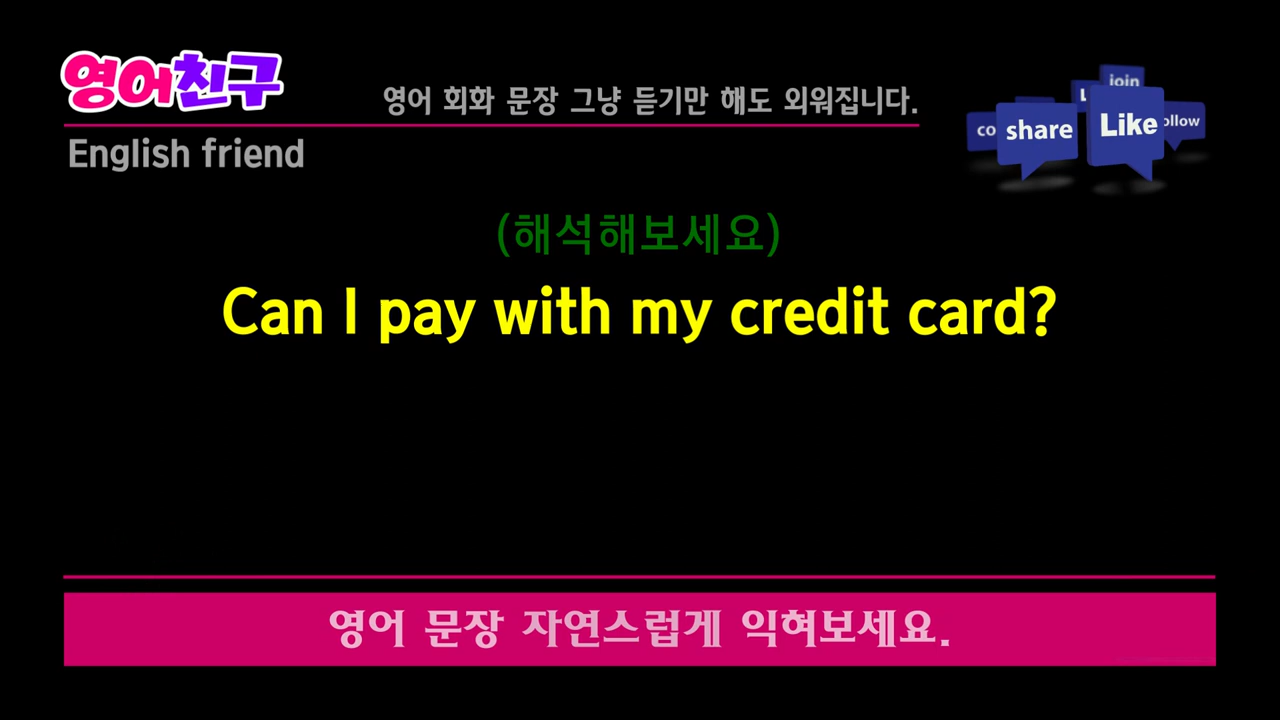 영어친구
영어 회화 문장 그냥 듣기만 해도 외워집니다.
English friend
join
share
Like
(해석해보세요)
Can I pay with my credit card?
영어 문장 자연스럽게 익혀보세요.